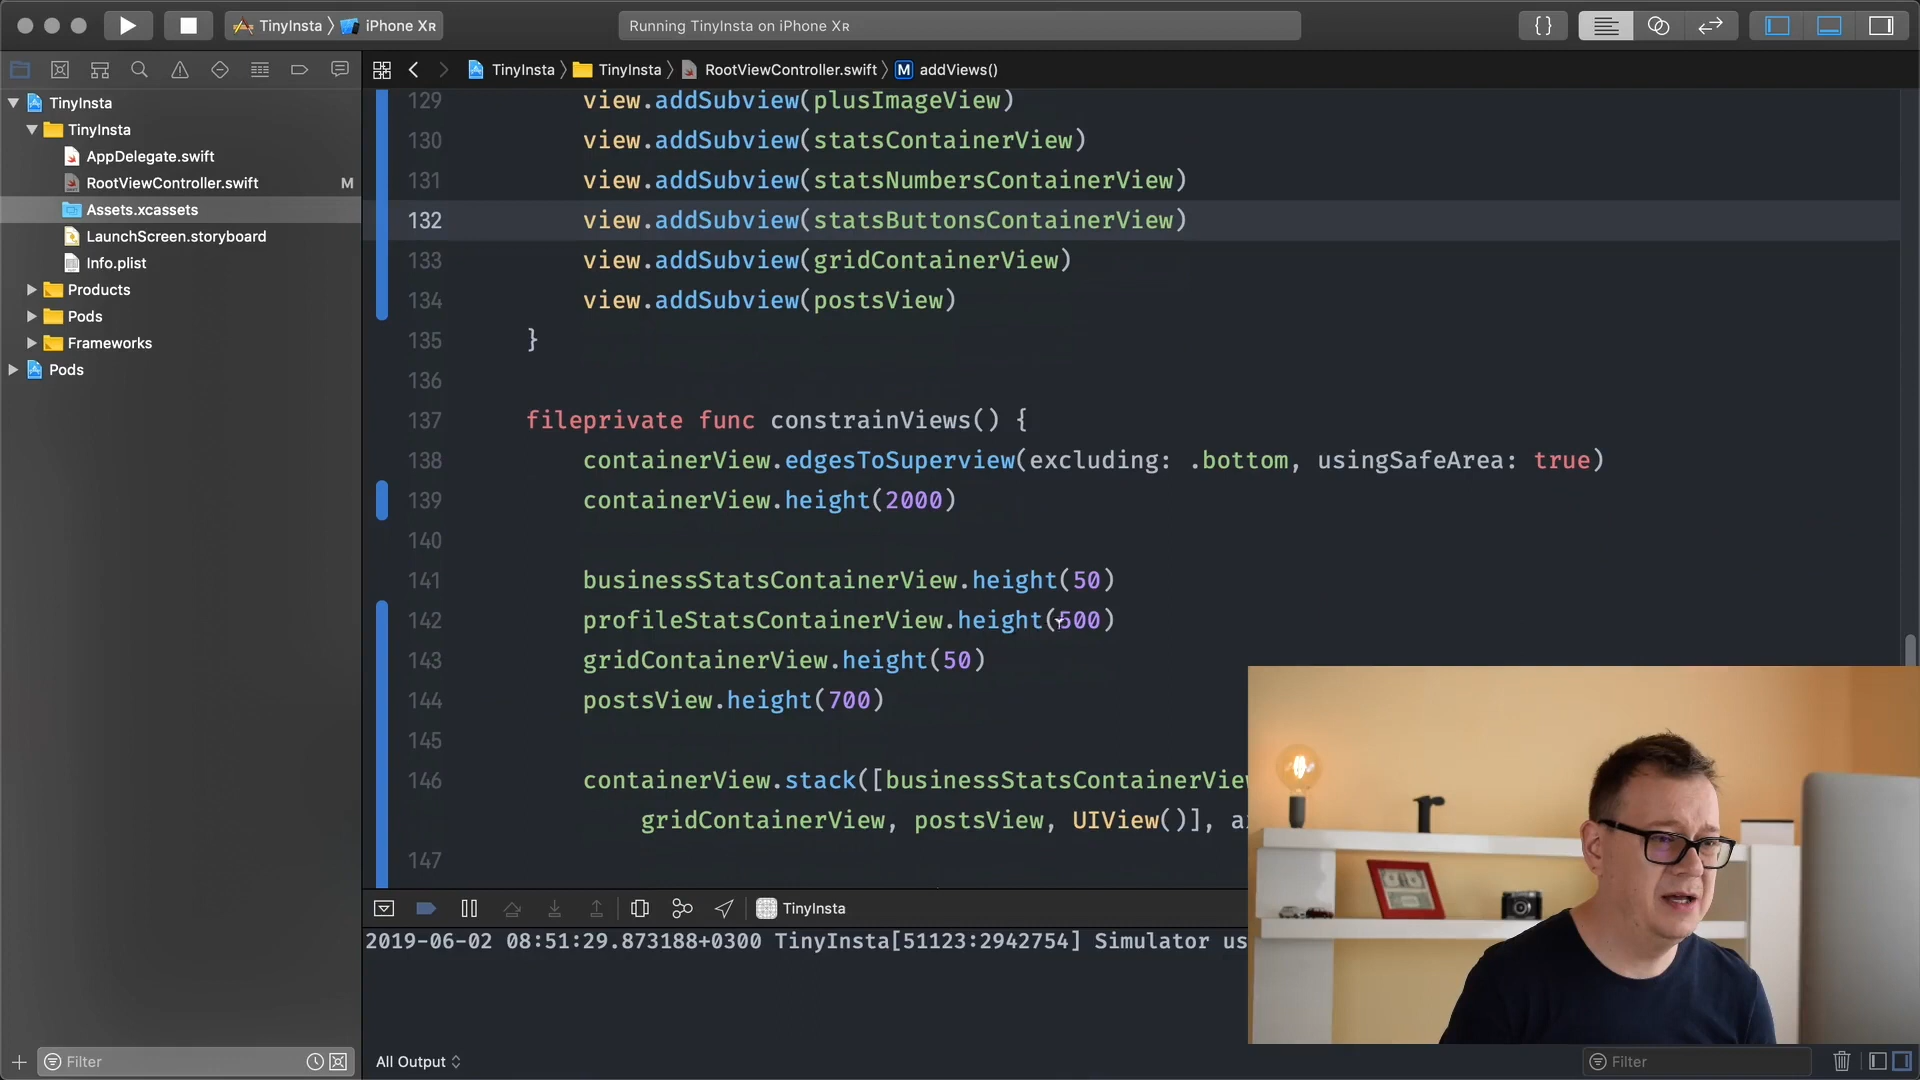 TinyInsta
iPhone XR
Running TinyInsta on iPhone XR
{ }
TinyInsta
TinyInsta
RootViewController.swift
M addViews()
TinyInsta
TinyInsta
AppDelegate.swift
RootViewController.swift M
Assets.xcassets
LaunchScreen.storyboard
Info.plist
Products
Pods
Frameworks
Pods
129 view.addSubview(plusImageView)
130 view.addSubview(statsContainerView)
131 view.addSubview(statsNumbersContainerView)
132 view.addSubview(statsButtonsContainerView)
133 view.addSubview(gridContainerView)
134 view.addSubview(postsView)
135 }
136
137 fileprivate func constrainViews() {
138 containerView.edgesToSuperview(excluding: .bottom, usingSafeArea: true)
139 containerView.height(2000)
140
141 businessStatsContainerView.height(50)
142 profileStatsContainerView.height(500)
143 gridContainerView.height(50)
144 postsView.height(700)
145
146 containerView.stack([businessStatsContainerView
gridContainerView, postsView, UIView()],
147
TinyInsta
2019-06-02 08:51:29.873188+0300 TinyInsta[51123:2942754] Simulator
Filter
All Output
Filter